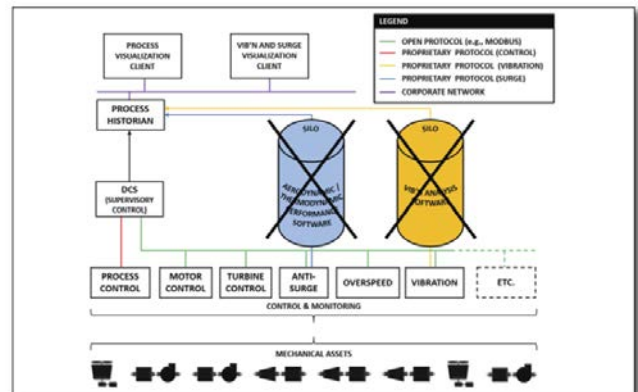 LEGEND
OPEN PROTOCOL (e.g., MODBUS)
PROPRIETARY PROTOCOL (CONTROL)
PROPRIETARY PROTOCOL (VIBRATION)
PROPRIETARY PROTOCOL (SURGE)
CORPORATE NETWORK
PROCESS
VISUALIZATION
CLIENT
VIB'N AND SURGE
VISUALIZATION
CLIENT
PROCESS
HISTORIAN
SILO
AERODYNAMIC /
THERMODYNAMIC
PERFORMANCE
SOFTWARE
SILO
VIB'N ANALYSIS
SOFTWARE
DCS
(SUPERVISORY
CONTROL)
PROCESS
CONTROL
MOTOR
CONTROL
TURBINE
CONTROL
ANTI-
SURGE
OVERSPEED
VIBRATION
ETC.
CONTROL & MONITORING
MECHANICAL ASSETS